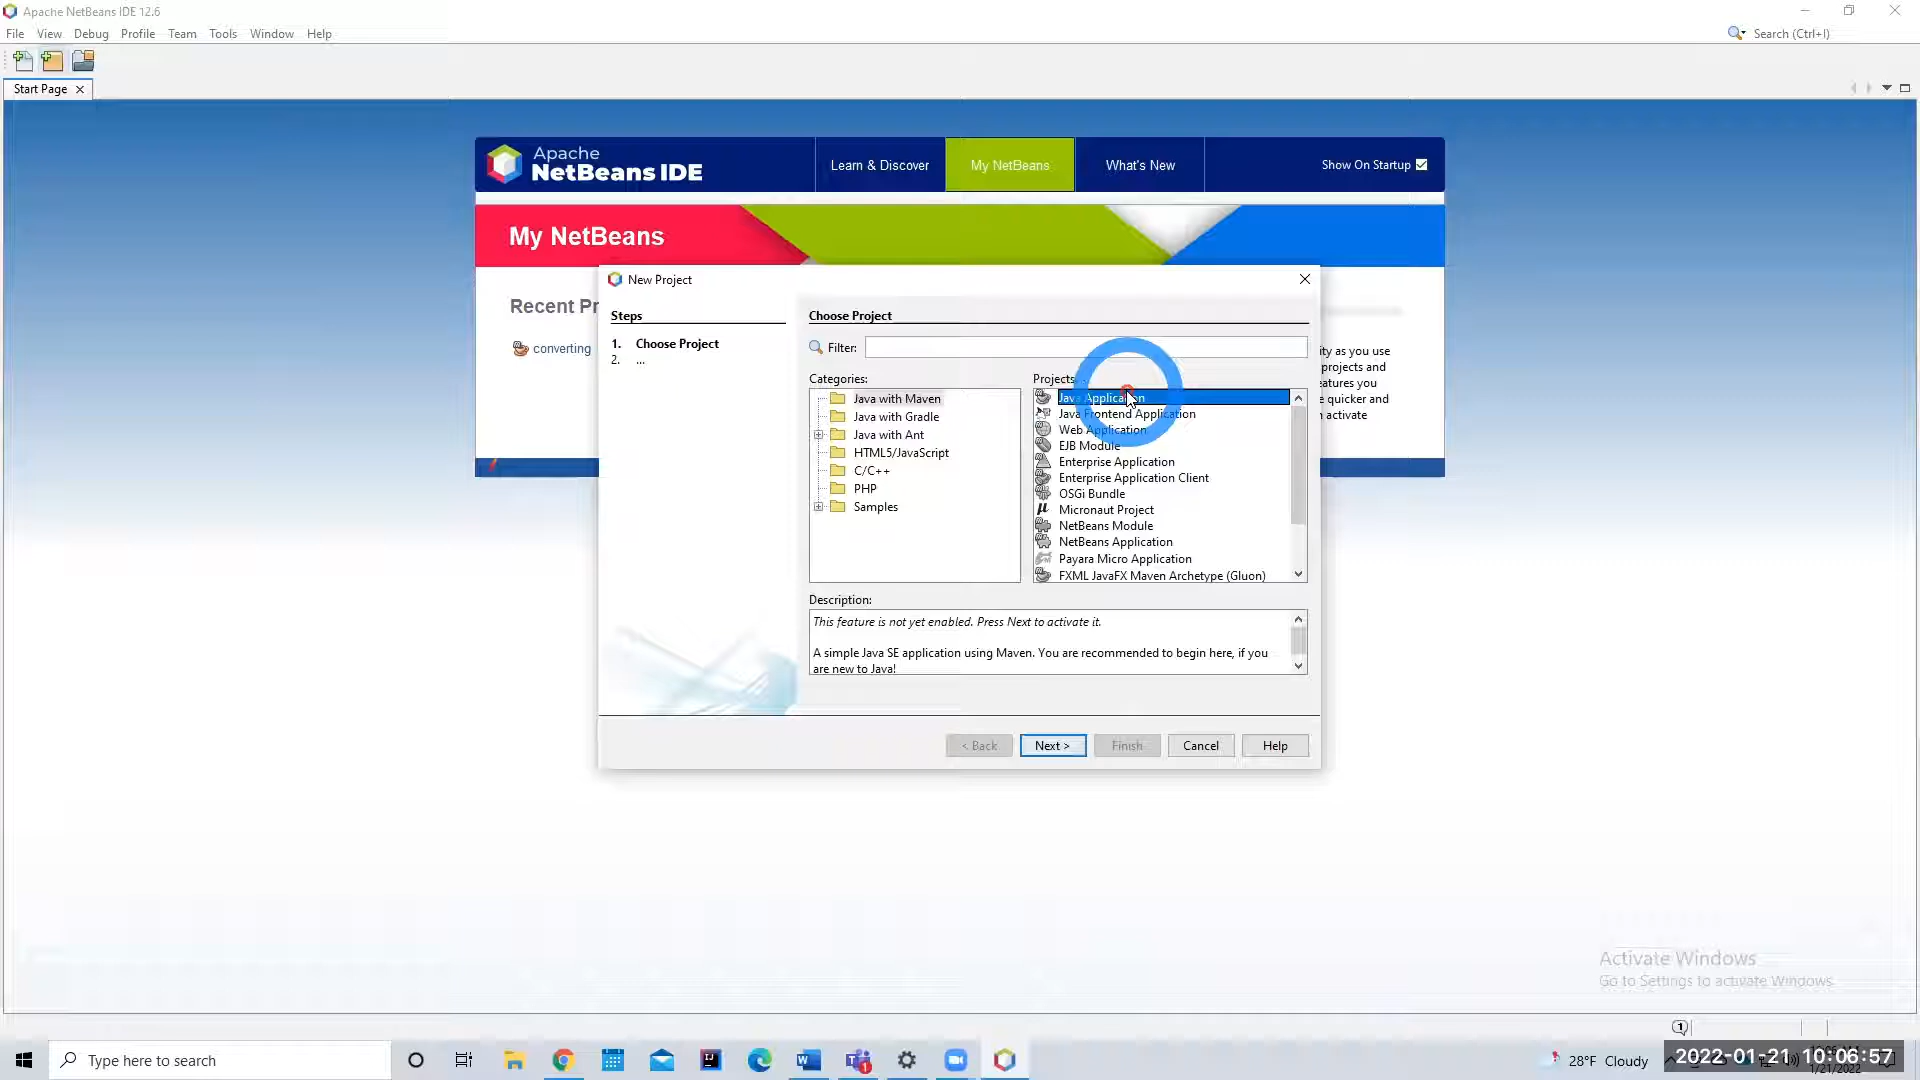 Apache NetBeans IDE 12.6
File View Debug Profile Team Tools Window Help
Search (Ctrl+I)
Start Page
Apache
NetBeans IDE
Learn & Discover
My NetBeans
What's New
Show On Startup
My NetBeans
Recent Pr
converting
New Project
Steps
1. Choose Project
2. ...
Choose Project
Filter:
Categories:
Java with Maven
Java with Gradle
Java with Ant
HTML5/JavaScript
C/C++
PHP
Samples
Projects:
Java Application
Java Frontend Application
Web Application
EJB Module
Enterprise Application
Enterprise Application Client
OSGi Bundle
Micronaut Project
NetBeans Module
NetBeans Application
Payara Micro Application
FXML JavaFX Maven Archetype (Gluon)
Description:
This feature is not yet enabled. Press Next to activate it.
A simple Java SE application using Maven. You are recommended to begin here, if you
are new to Java!
< Back
Next >
Finish
Cancel
Help
ity as you use
projects and
eatures you
e quicker and
activate
Activate Windows
Go to Settings to activate Windows.
1
Type here to search
28°F Cloudy
2022-01-21 10:06:57
1/21/2022